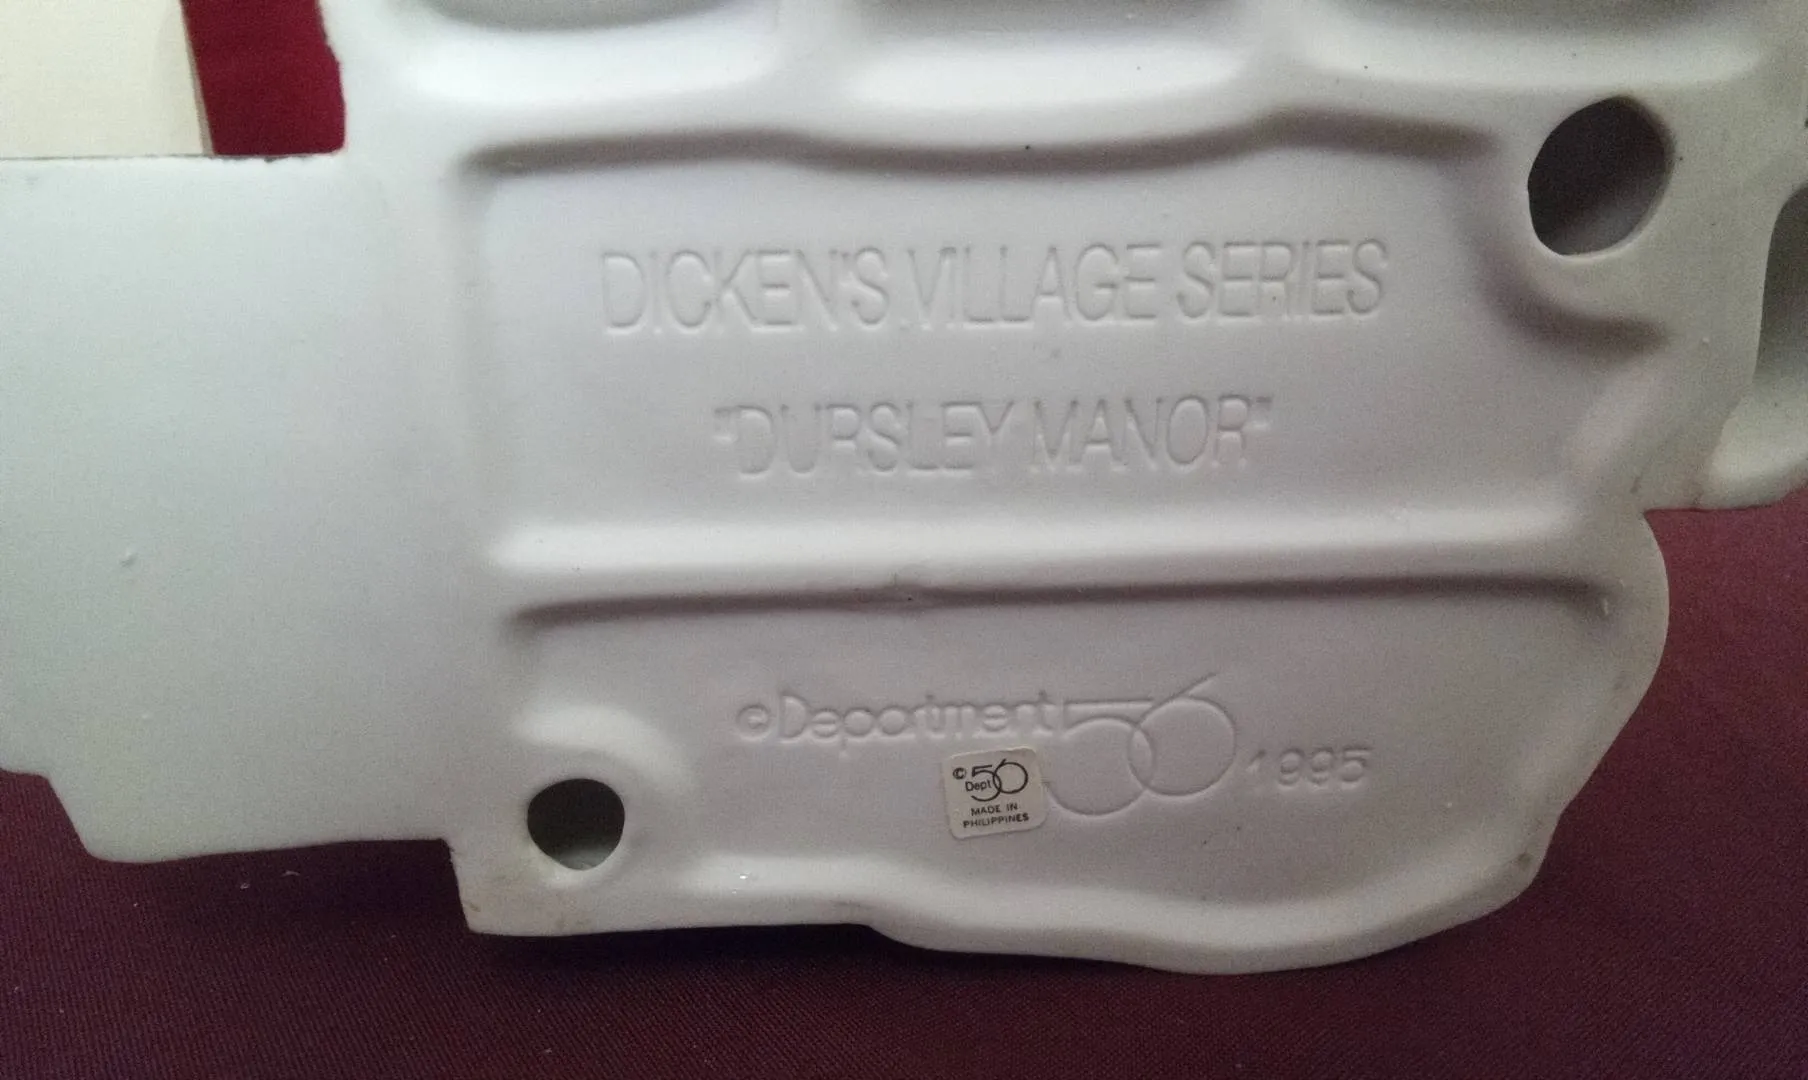 DICKEN'S VILLAGE SERIES
"DURSLEY MANOR"
©Department 56 1995
© Dept 56
MADE IN
PHILIPPINES